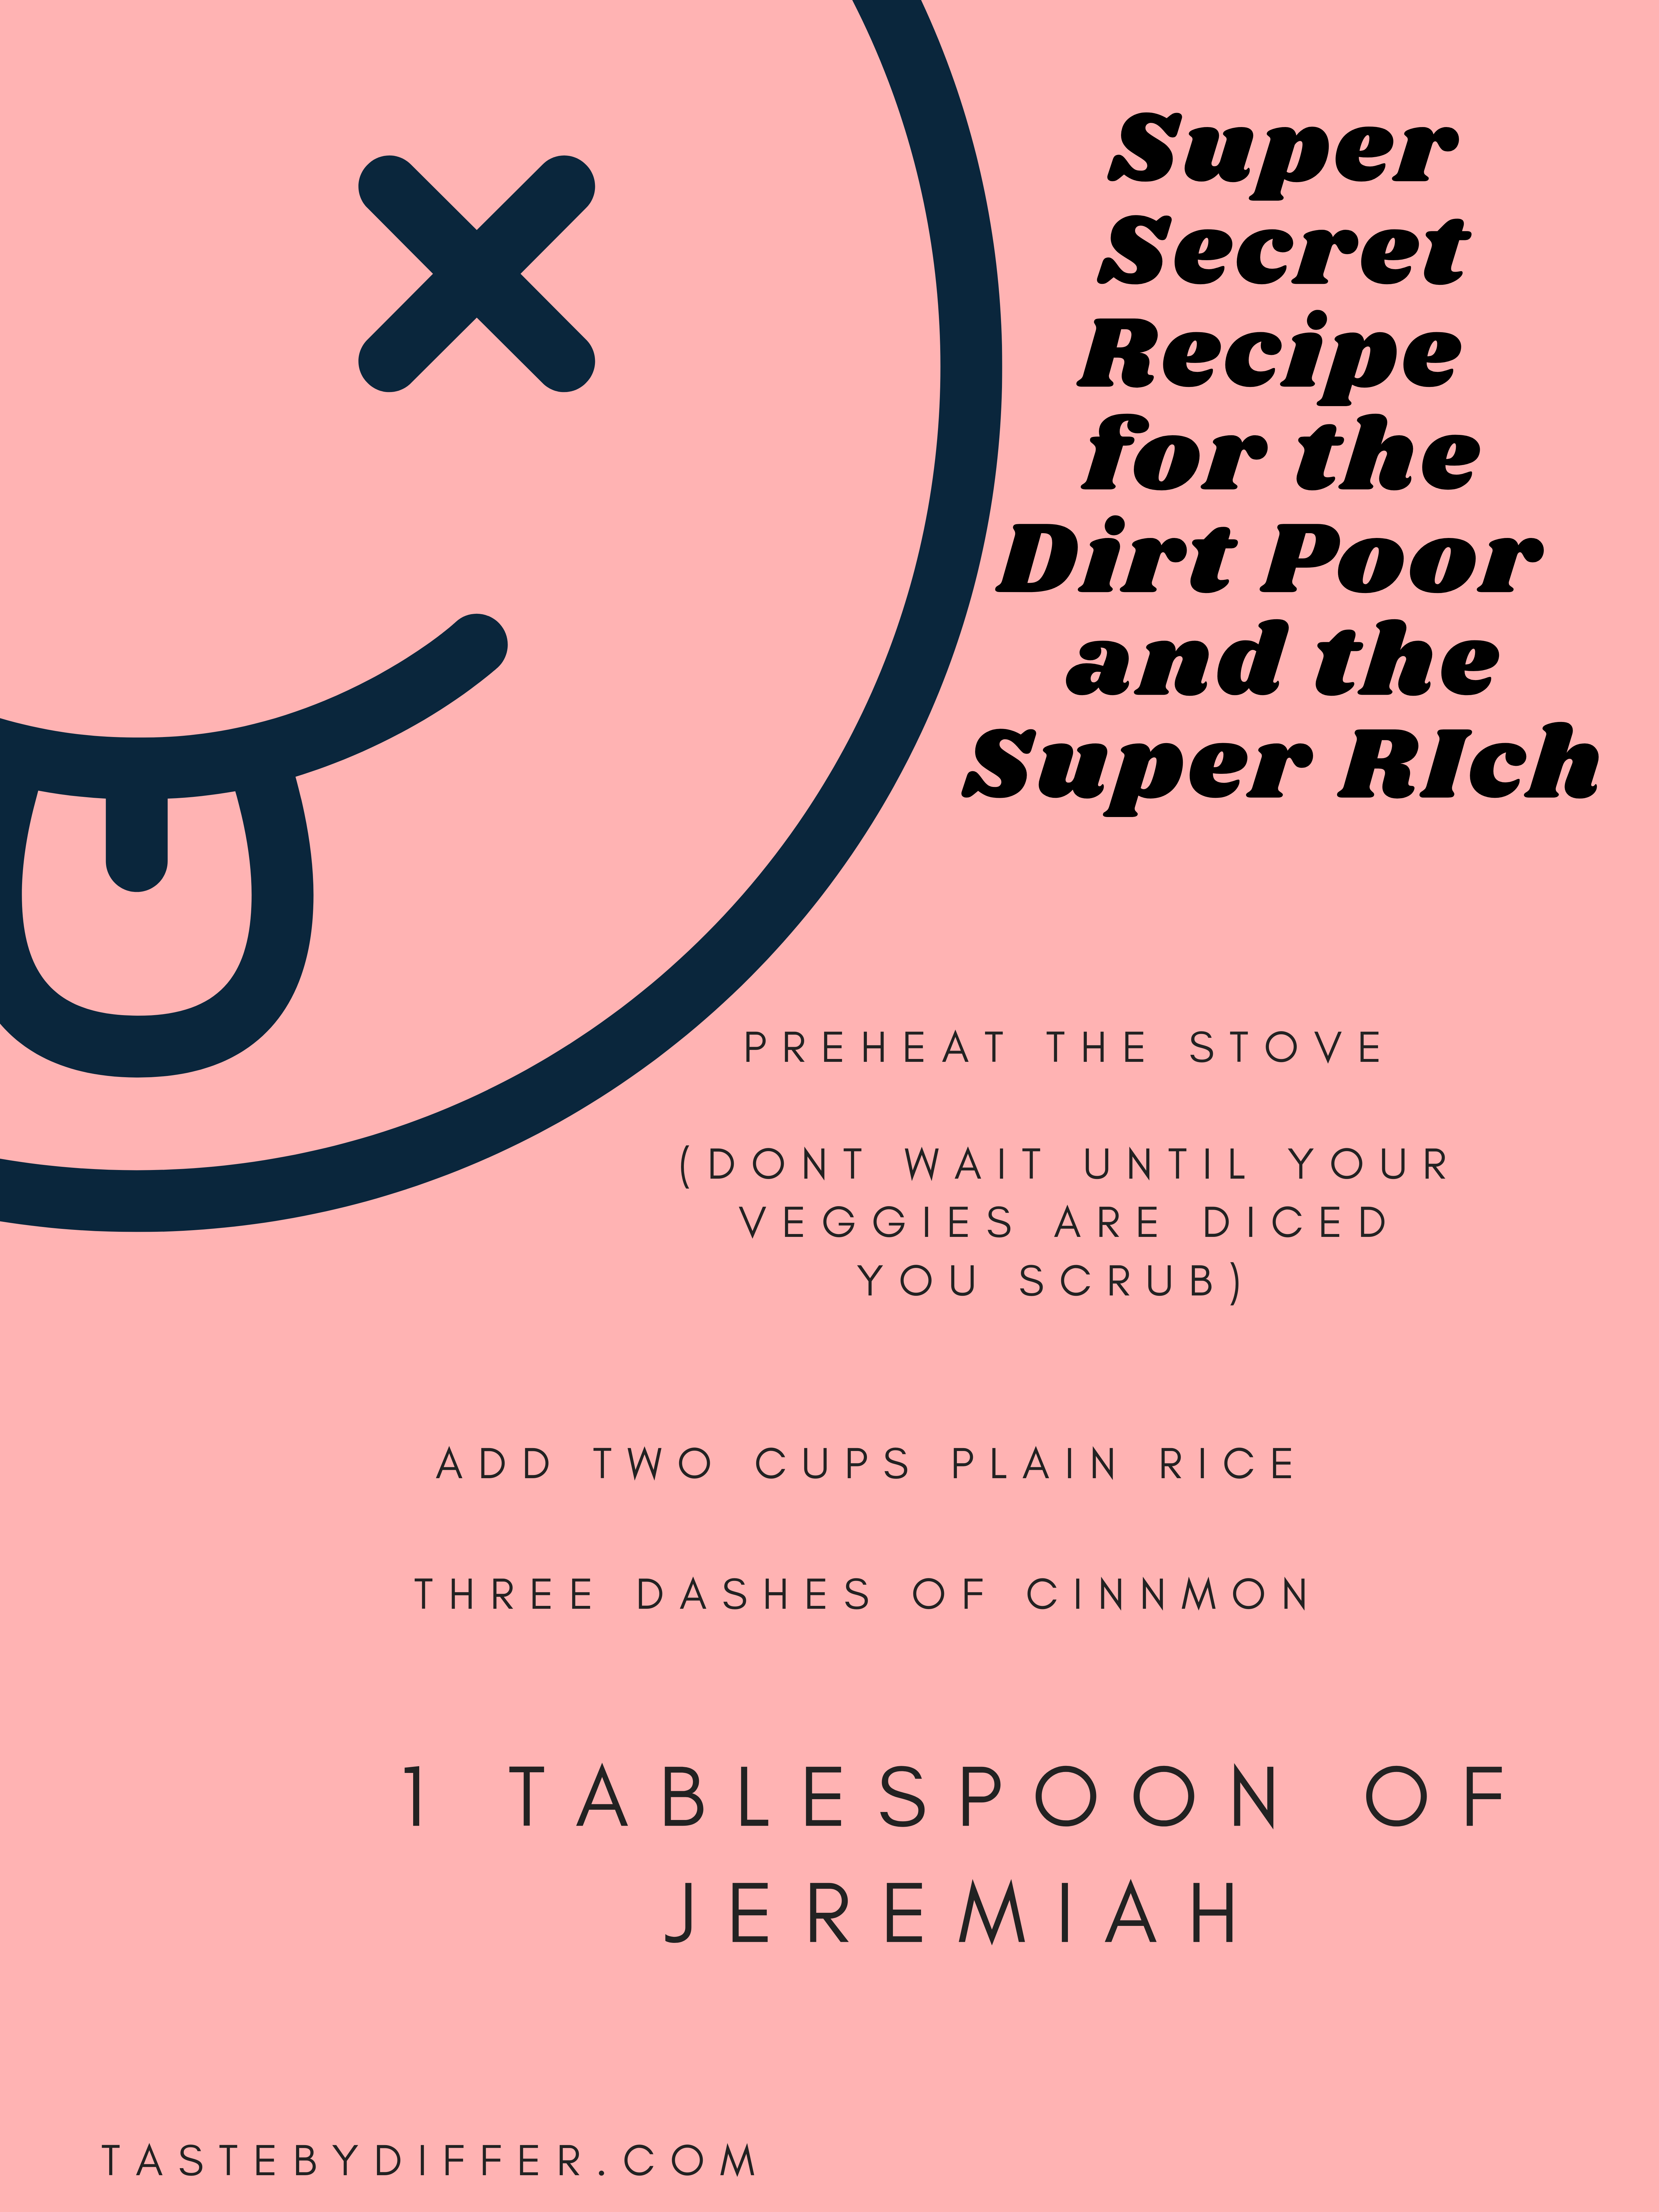 Super
Secret
Recipe
for the
Dirt Poor
and the
Super RIch
PREHEAT THE STOVE
(DONT WAIT UNTIL YOUR
VEGGIES ARE DICED
YOU SCRUB)
ADD TWO CUPS PLAIN RICE
THREE DASHES OF CINNMON
1 TABLESPOON OF
JEREMIAH
TASTEBYDIFFER.COM